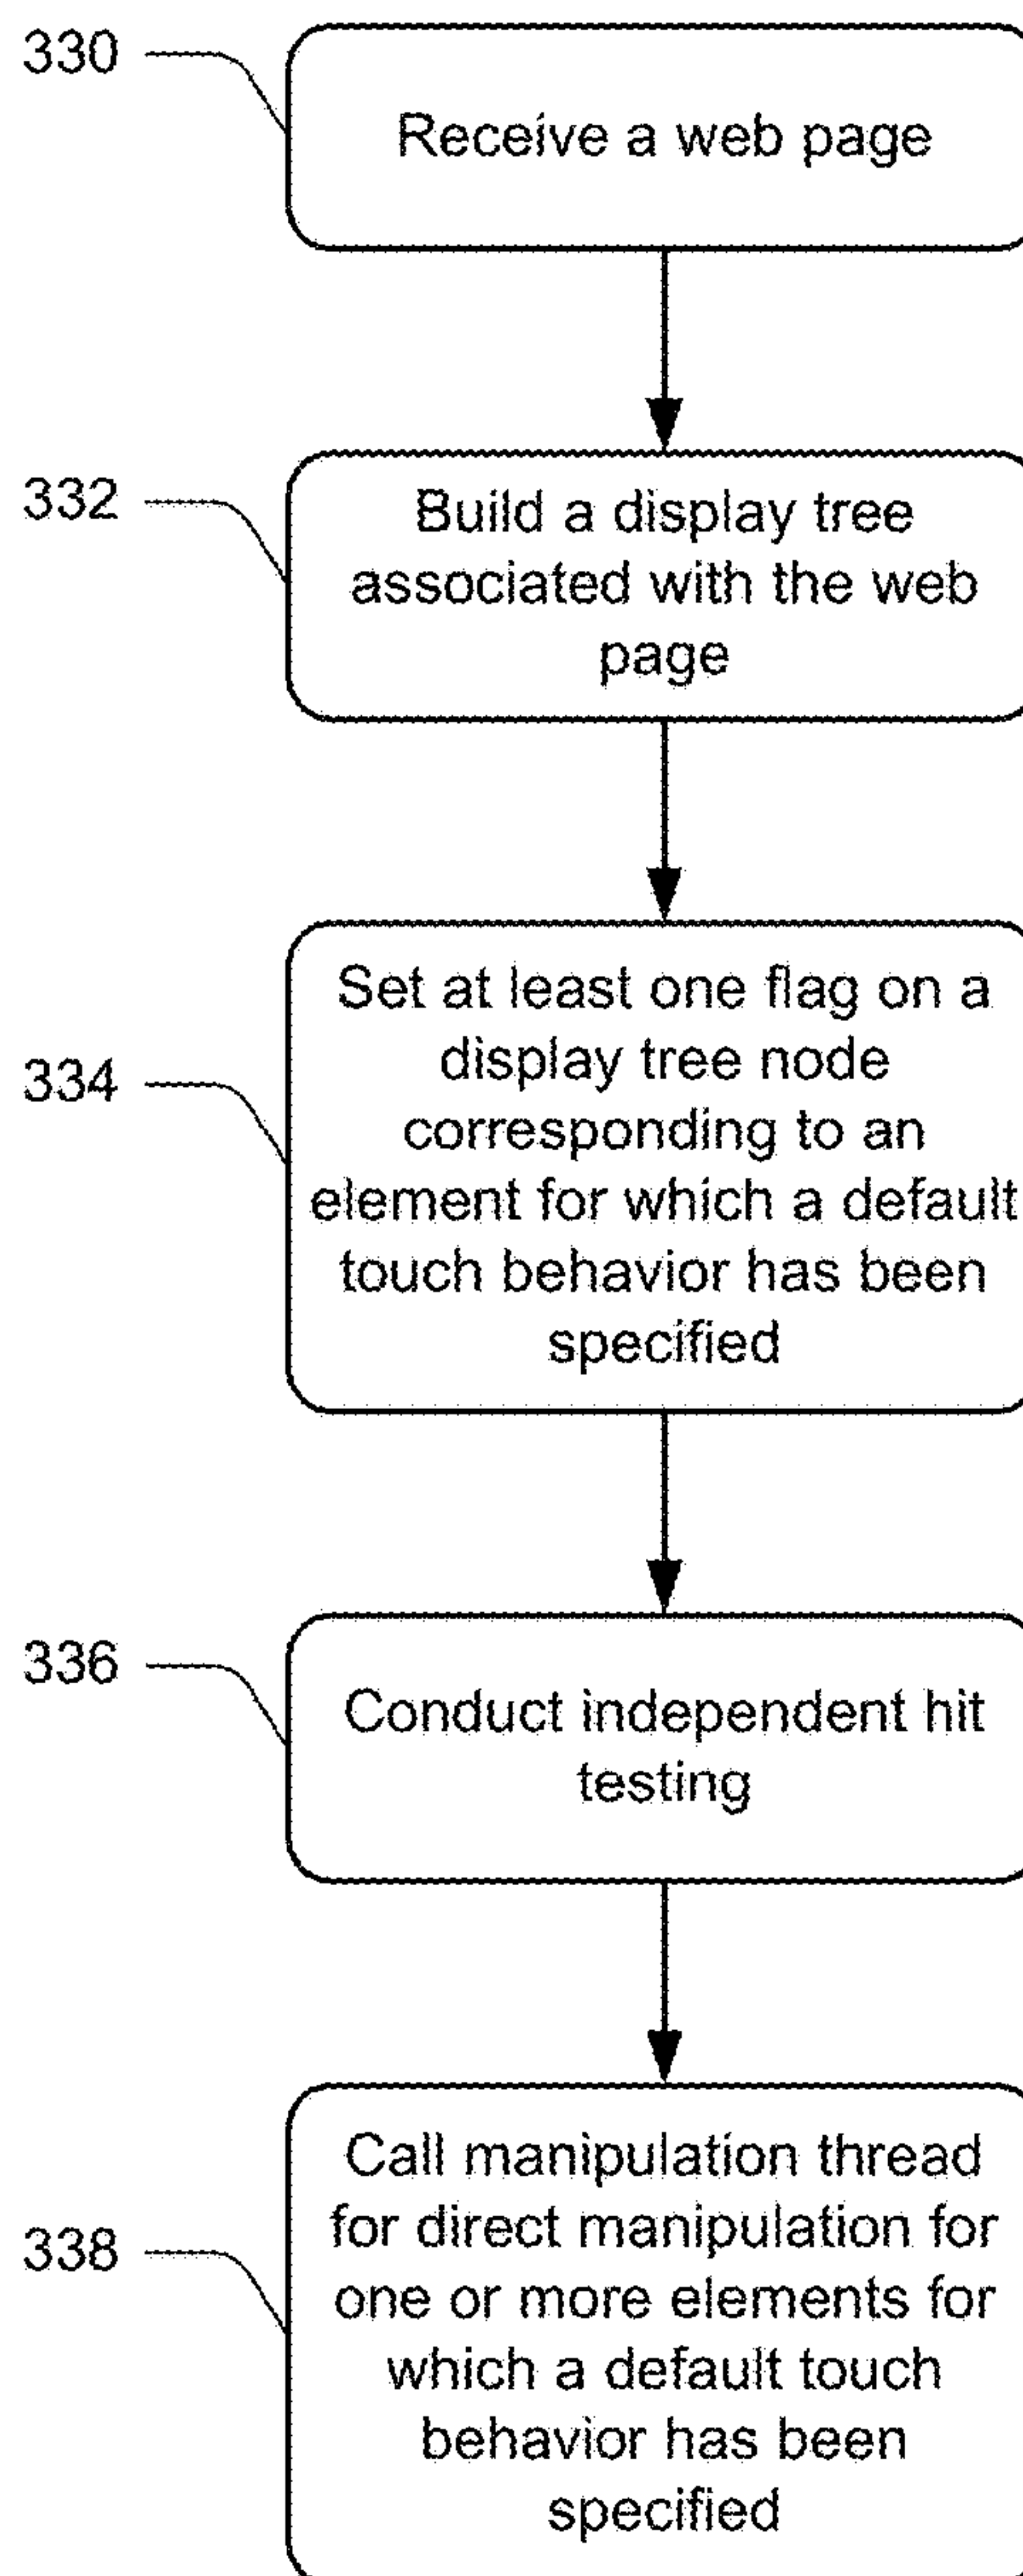 330
Receive a web page
332
Build a display tree
associated with the web
page
334
Set at least one flag on a
display tree node
corresponding to an
element for which a default
touch behavior has been
specified
336
Conduct independent hit
testing
338
Call manipulation thread
for direct manipulation for
one or more elements for
which a default touch
behavior has been
specified